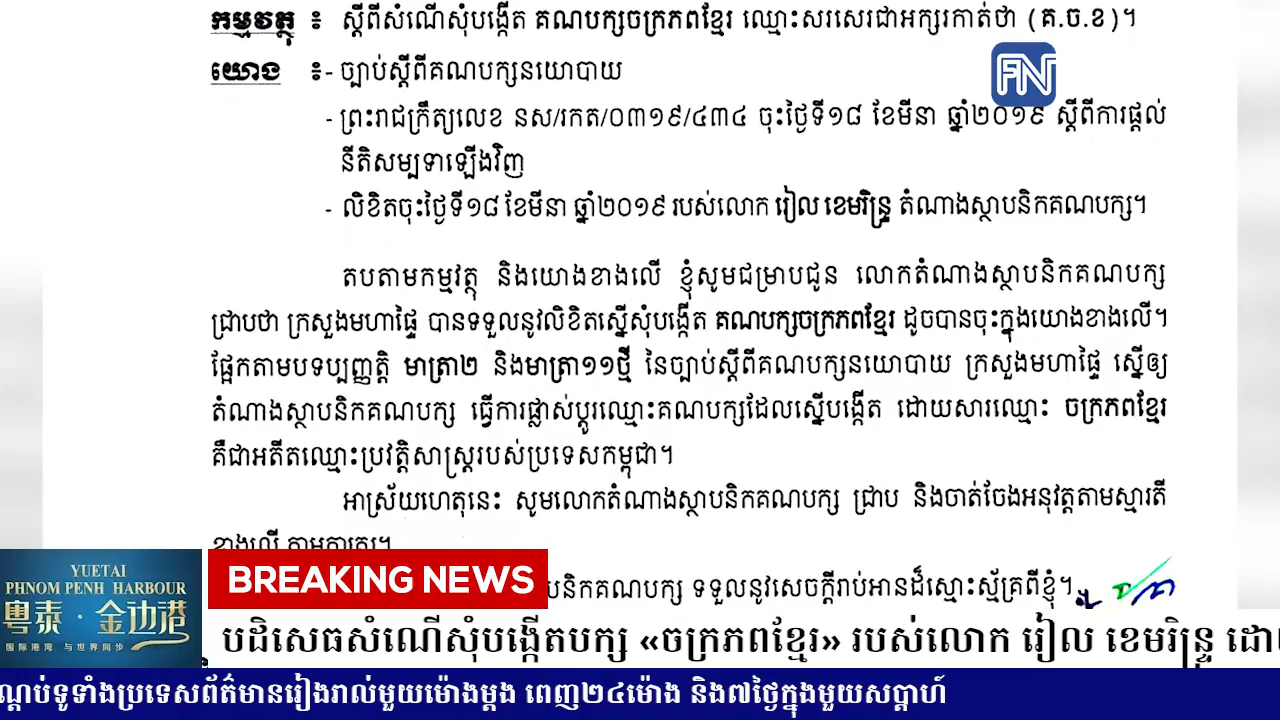 កម្មវត្ថុ ៖ ស្តីពីសំណើសុំបង្កើត គណបក្សចក្រភពខ្មែរ ឈ្មោះសរសេរជាអក្សរកាត់ថា (គ.ច.ខ)។
យោង ៖- ច្បាប់ស្តីពីគណបក្សនយោបាយ
- ព្រះរាជក្រឹត្យលេខ នស/រកត/០៣១៩/៤៣៤ ចុះថ្ងៃទី១៨ ខែមីនា ឆ្នាំ២០១៩ ស្តីពីការផ្តល់
នីតិសម្បទាឡើងវិញ
- លិខិតចុះថ្ងៃទី១៨ ខែមីនា ឆ្នាំ២០១៩ របស់លោក រៀល ខេមរិន្ទ្រ តំណាងស្ថាបនិកគណបក្ស។
FN
តបតាមកម្មវត្ថុ និងយោងខាងលើ ខ្ញុំសូមជម្រាបជូន លោកតំណាងស្ថាបនិកគណបក្ស
ជ្រាបថា ក្រសួងមហាផ្ទៃ បានទទួលនូវលិខិតស្នើសុំបង្កើត គណបក្សចក្រភពខ្មែរ ដូចបានចុះក្នុងយោងខាងលើ។
ផ្អែកតាមបទប្បញ្ញត្តិ មាត្រា២ និងមាត្រា១១ថ្មី នៃច្បាប់ស្តីពីគណបក្សនយោបាយ ក្រសួងមហាផ្ទៃ ស្នើឲ្យ
តំណាងស្ថាបនិកគណបក្ស ធ្វើការផ្លាស់ប្តូរឈ្មោះគណបក្សដែលស្នើបង្កើត ដោយសារឈ្មោះ ចក្រភពខ្មែរ
គឺជាអតីតឈ្មោះប្រវត្តិសាស្ត្ររបស់ប្រទេសកម្ពុជា។
អាស្រ័យហេតុនេះ សូមលោកតំណាងស្ថាបនិកគណបក្ស ជ្រាប និងចាត់ចែងអនុវត្តតាមស្មារតី
ខាងលើ តាមការគួរ។
បនិកគណបក្ស ទទួលនូវសេចក្តីរាប់អានដ៏ស្មោះស្ម័គ្រពីខ្ញុំ។
YUETAI
PHNOM PENH HARBOUR
粤泰·金边港
国际港湾 与世界同步
BREAKING NEWS
បដិសេធសំណើសុំបង្កើតបក្ស «ចក្រភពខ្មែរ» របស់លោក រៀល ខេមរិន្ទ្រ ដោយ
ណ្តប់ទូទាំងប្រទេសព័ត៌មានរៀងរាល់មួយម៉ោងម្តង ពេញ២៤ម៉ោង និង៧ថ្ងៃក្នុងមួយសប្តាហ៍